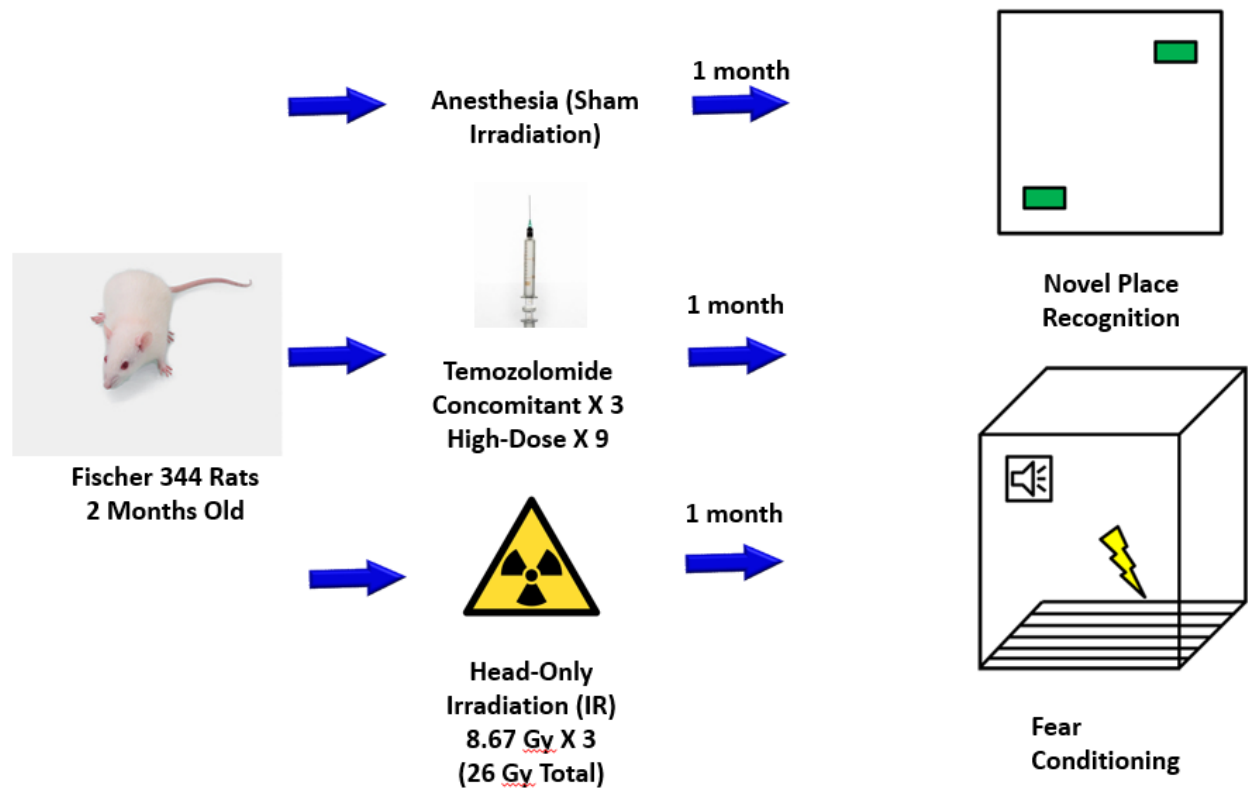 Fischer 344 Rats
2 Months Old
Anesthesia (Sham
Irradiation)
1 month
Temozolomide
Concomitant X 3
High-Dose X 9
1 month
Head-Only
Irradiation (IR)
8.67 Gy X 3
(26 Gy Total)
1 month
Novel Place
Recognition
Fear
Conditioning